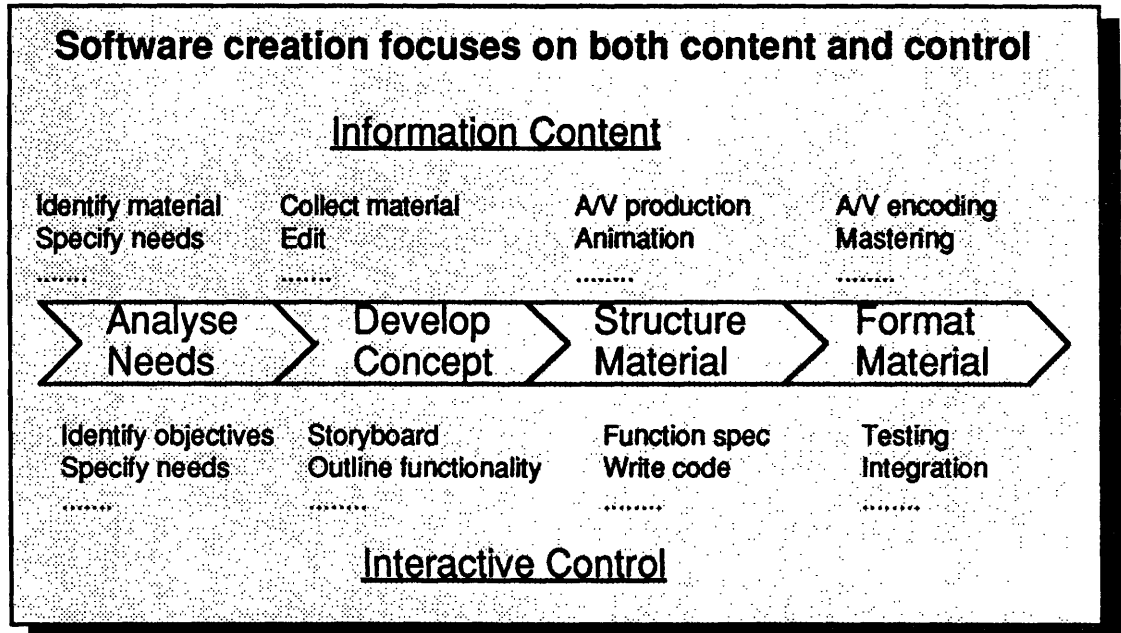 Software creation focuses on both content and control
Information Content
Identify material Collect material A/V production A/V encoding
Specify needs Edit Animation Mastering
....... ....... ........ ........
Analyse Develop Structure Format
Needs Concept Material Material
Identify objectives Storyboard Function spec Testing
Specify needs Outline functionality Write code Integration
....... ........ ........ ........
Interactive Control